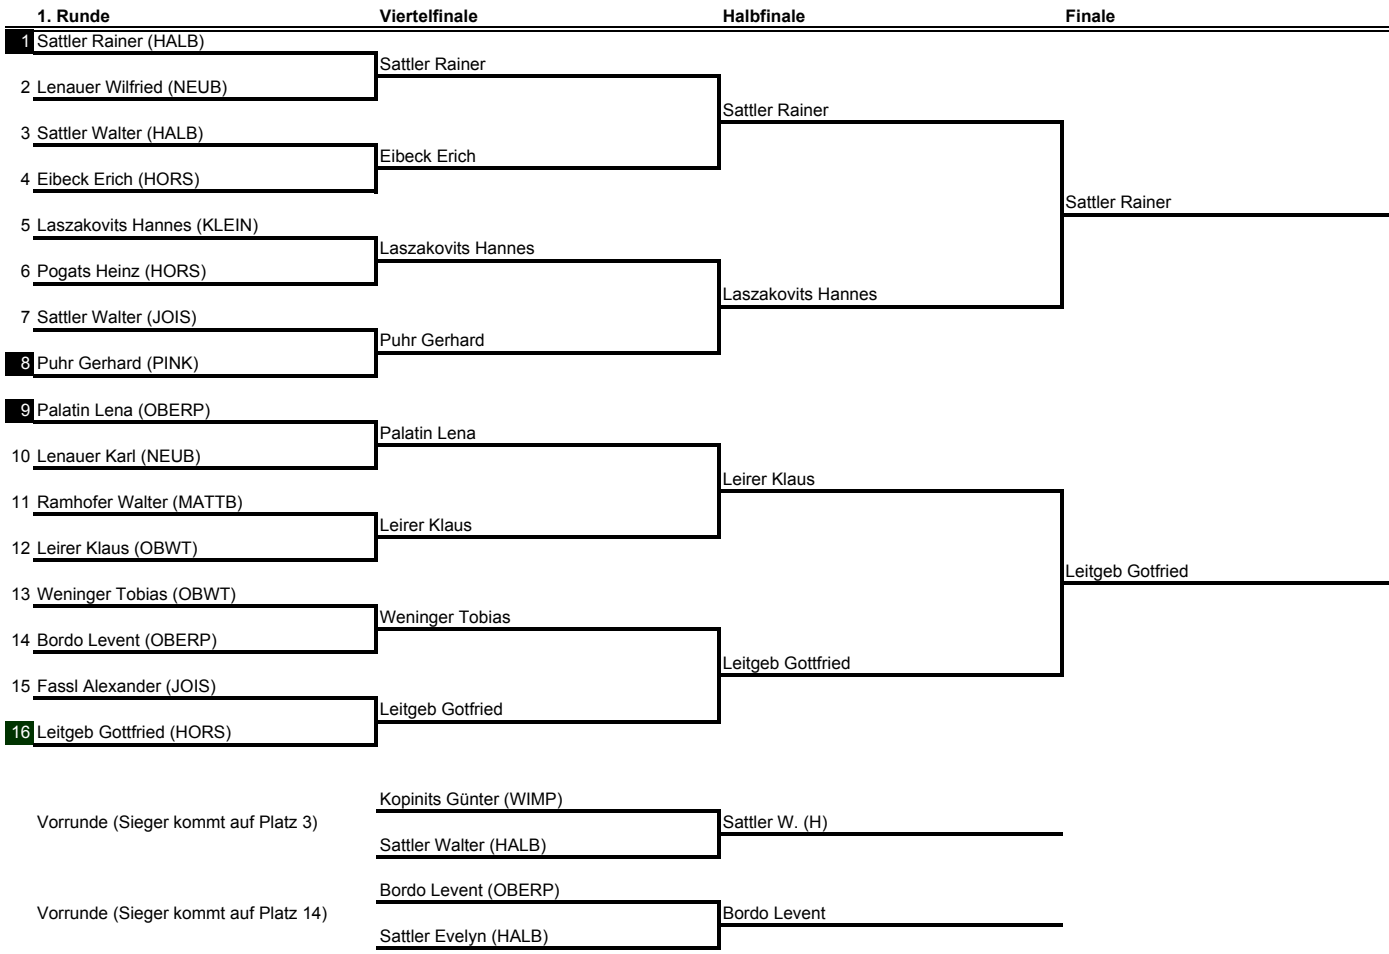 1. Runde Viertelfinale Halbfinale Finale
1 Sattler Rainer (HALB)
Sattler Rainer
2 Lenauer Wilfried (NEUB)
Sattler Rainer
3 Sattler Walter (HALB)
Eibeck Erich
4 Eibeck Erich (HORS)
Sattler Rainer
5 Laszakovits Hannes (KLEIN)
Laszakovits Hannes
6 Pogats Heinz (HORS)
Laszakovits Hannes
7 Sattler Walter (JOIS)
Puhr Gerhard
8 Puhr Gerhard (PINK)
9 Palatin Lena (OBERP)
Palatin Lena
10 Lenauer Karl (NEUB)
Leirer Klaus
11 Ramhofer Walter (MATTB)
Leirer Klaus
12 Leirer Klaus (OBWT)
Leitgeb Gotfried
13 Weninger Tobias (OBWT)
Weninger Tobias
14 Bordo Levent (OBERP)
Leitgeb Gottfried
15 Fassl Alexander (JOIS)
Leitgeb Gotfried
16 Leitgeb Gottfried (HORS)
Kopinits Günter (WIMP)
Vorrunde (Sieger kommt auf Platz 3) Sattler W. (H)
Sattler Walter (HALB)
Bordo Levent (OBERP)
Vorrunde (Sieger kommt auf Platz 14) Bordo Levent
Sattler Evelyn (HALB)